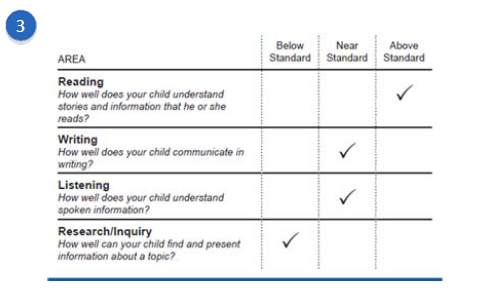 3
Below Near Above
AREA Standard Standard Standard
Reading
How well does your child understand
stories and information that he or she
reads?
Writing
How well does your child communicate in
writing?
Listening
How well does your child understand
spoken information?
Research/Inquiry
How well can your child find and present
information about a topic?